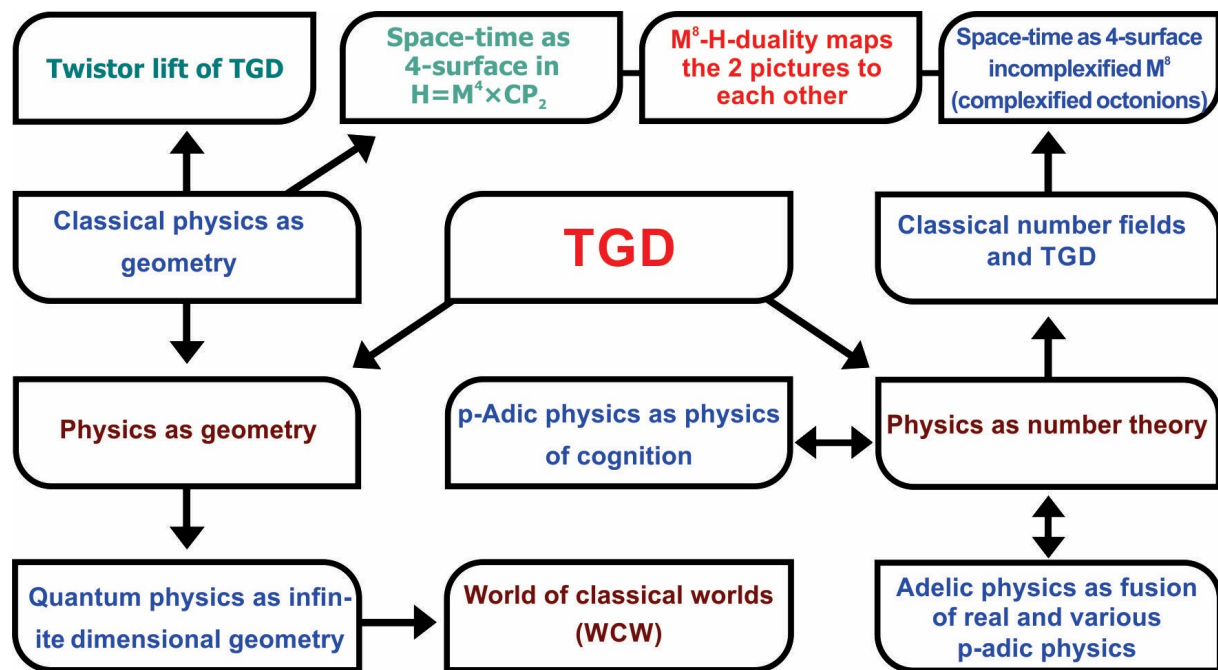 Twistor lift of TGD
Space-time as
4-surface in
H=M⁴×CP₂
M⁸-H-duality maps
the 2 pictures to
each other
Space-time as 4-surface
incomplexified M⁸
(complexified octonions)
Classical physics as
geometry
TGD
Classical number fields
and TGD
Physics as geometry
p-Adic physics as physics
of cognition
Physics as number theory
Quantum physics as infin-
ite dimensional geometry
World of classical worlds
(WCW)
Adelic physics as fusion
of real and various
p-adic physics